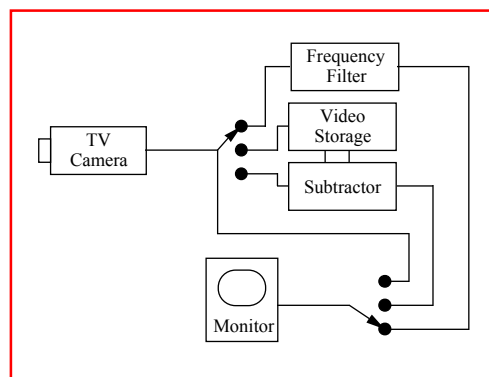 Frequency
Filter
TV
Camera
Video
Storage
Subtractor
Monitor